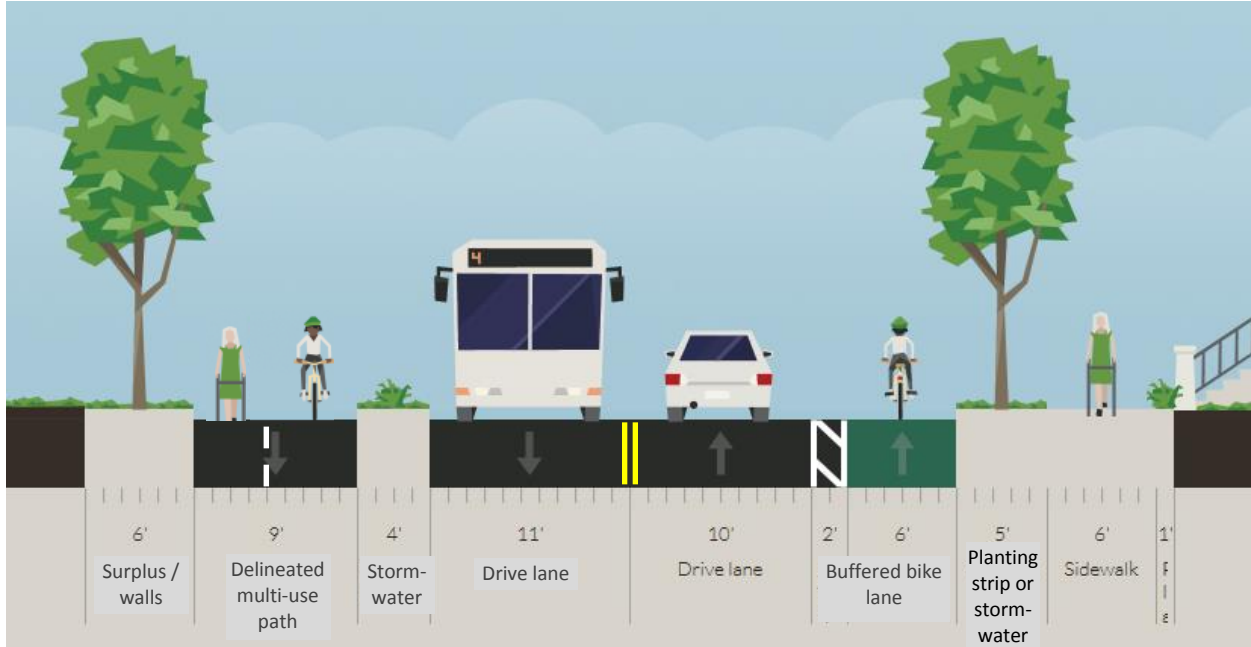 4
6'
9'
4'
11'
10'
2'
6'
5'
6'
1'
Surplus /
walls
Delineated
multi-use
path
Storm-
water
Drive lane
Drive lane
Buffered bike
lane
Planting
strip or
storm-
water
Sidewalk